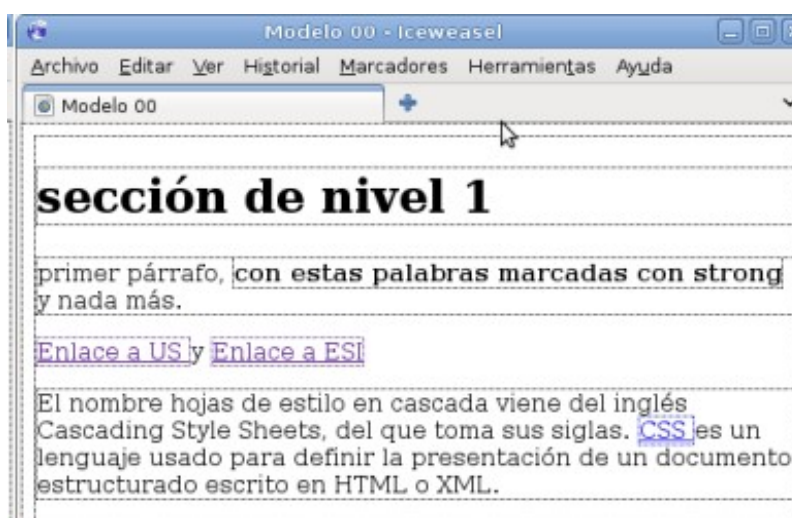 Modelo 00 - Iceweasel
Archivo Editar Ver Historial Marcadores Herramientas Ayuda
Modelo 00
sección de nivel 1
primer párrafo, con estas palabras marcadas con strong
y nada más.
Enlace a US y Enlace a ESI
El nombre hojas de estilo en cascada viene del inglés
Cascading Style Sheets, del que toma sus siglas. CSS es un
lenguaje usado para definir la presentación de un documento
estructurado escrito en HTML o XML.